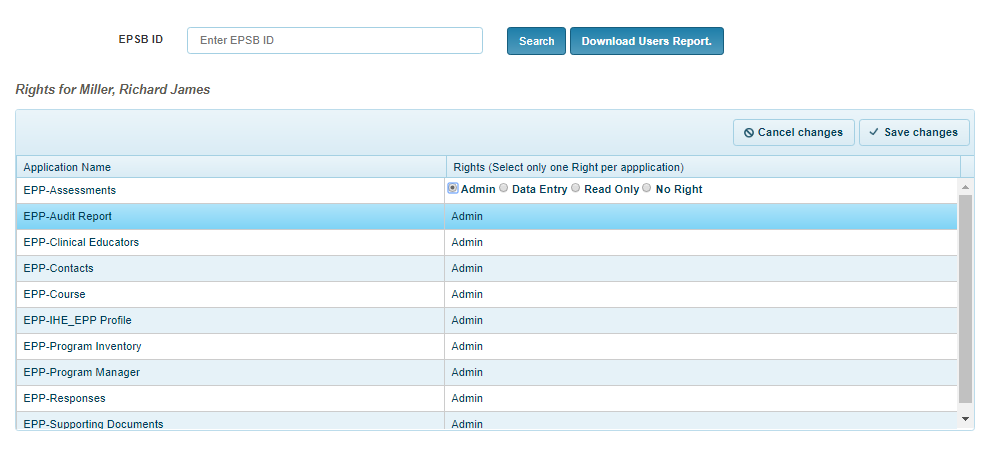 EPSB ID Enter EPSB ID Search Download Users Report.
Rights for Miller, Richard James
Cancel changes Save changes
Application Name Rights (Select only one Right per appplication)
EPP-Assessments Admin Data Entry Read Only No Right
EPP-Audit Report Admin
EPP-Clinical Educators Admin
EPP-Contacts Admin
EPP-Course Admin
EPP-IHE_EPP Profile Admin
EPP-Program Inventory Admin
EPP-Program Manager Admin
EPP-Responses Admin
EPP-Supporting Documents Admin